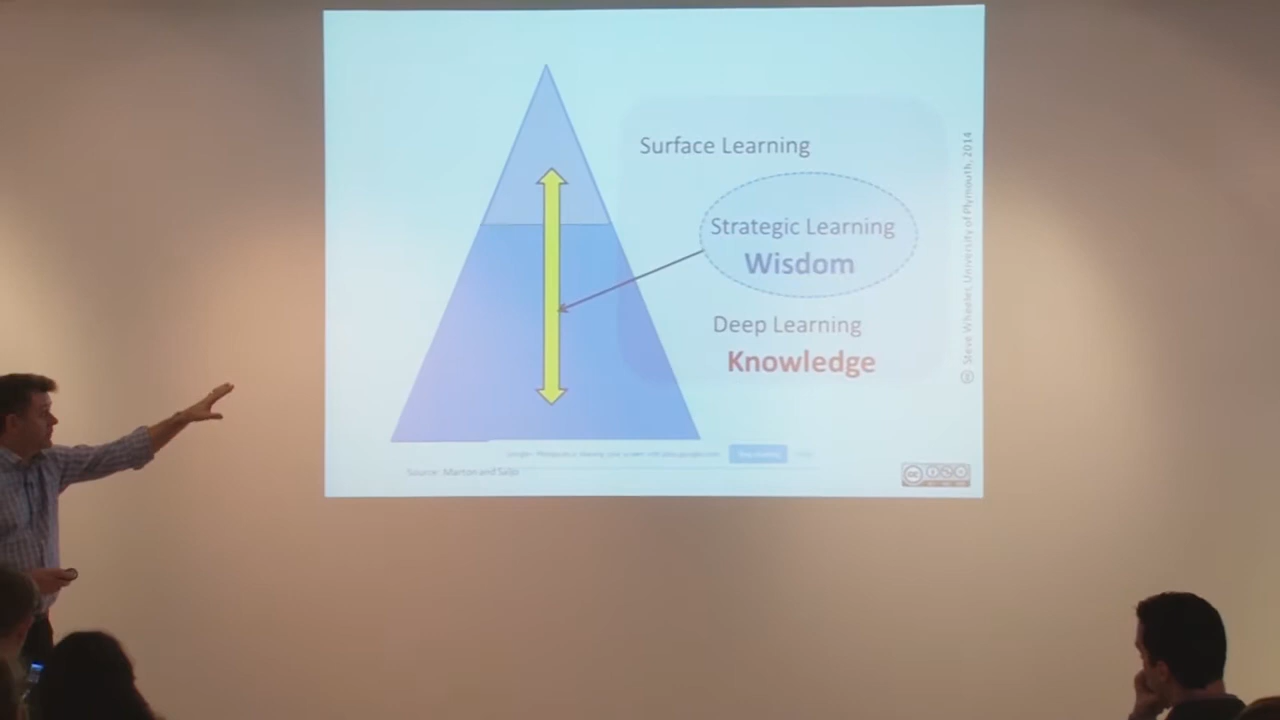 Surface Learning
Strategic Learning
Wisdom
Deep Learning
Knowledge
Source: Marton and Saljo
© Steve Wheeler, University of Plymouth, 2014